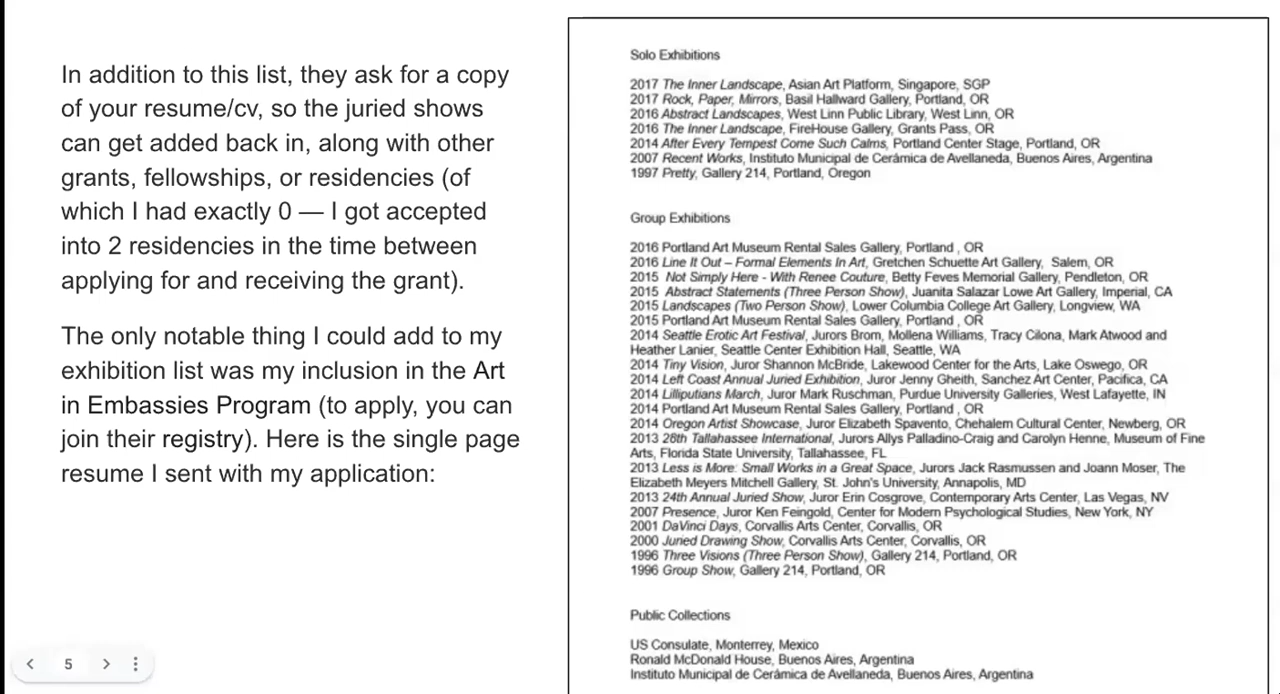 In addition to this list, they ask for a copy
of your resume/cv, so the juried shows
can get added back in, along with other
grants, fellowships, or residencies (of
which I had exactly 0 — I got accepted
into 2 residencies in the time between
applying for and receiving the grant).
The only notable thing I could add to my
exhibition list was my inclusion in the Art
in Embassies Program (to apply, you can
join their registry). Here is the single page
resume I sent with my application:
5
Solo Exhibitions
2017 The Inner Landscape, Asian Art Platform, Singapore, SGP
2017 Rock, Paper, Mirrors, Basil Hallward Gallery, Portland, OR
2016 Abstract Landscapes, West Linn Public Library, West Linn, OR
2016 The Inner Landscape, FireHouse Gallery, Grants Pass, OR
2014 After Every Tempest Come Such Calms, Portland Center Stage, Portland, OR
2007 Recent Works, Instituto Municipal de Cerámica de Avellaneda, Buenos Aires, Argentina
1997 Pretty, Gallery 214, Portland, Oregon
Group Exhibitions
2016 Portland Art Museum Rental Sales Gallery, Portland , OR
2016 Line It Out – Formal Elements In Art, Gretchen Schuette Art Gallery, Salem, OR
2015 Not Simply Here - With Renee Couture, Betty Feves Memorial Gallery, Pendleton, OR
2015 Abstract Statements (Three Person Show), Juanita Salazar Lowe Art Gallery, Imperial, CA
2015 Landscapes (Two Person Show), Lower Columbia College Art Gallery, Longview, WA
2015 Portland Art Museum Rental Sales Gallery, Portland , OR
2014 Seattle Erotic Art Festival, Jurors Brom, Mollena Williams, Tracy Cilona, Mark Atwood and
Heather Lanier, Seattle Center Exhibition Hall, Seattle, WA
2014 Tiny Vision, Juror Shannon McBride, Lakewood Center for the Arts, Lake Oswego, OR
2014 Left Coast Annual Juried Exhibition, Juror Jenny Gheith, Sanchez Art Center, Pacifica, CA
2014 Lilliputians March, Juror Mark Ruschman, Purdue University Galleries, West Lafayette, IN
2014 Portland Art Museum Rental Sales Gallery, Portland , OR
2014 Oregon Artist Showcase, Juror Elizabeth Spavento, Chehalem Cultural Center, Newberg, OR
2013 28th Tallahassee International, Jurors Allys Palladino-Craig and Carolyn Henne, Museum of Fine
Arts, Florida State University, Tallahassee, FL
2013 Less is More: Small Works in a Great Space, Jurors Jack Rasmussen and Joann Moser, The
Elizabeth Meyers Mitchell Gallery, St. John's University, Annapolis, MD
2013 24th Annual Juried Show, Juror Erin Cosgrove, Contemporary Arts Center, Las Vegas, NV
2007 Presence, Juror Ken Feingold, Center for Modern Psychological Studies, New York, NY
2001 DaVinci Days, Corvallis Arts Center, Corvallis, OR
2000 Juried Drawing Show, Corvallis Arts Center, Corvallis, OR
1996 Three Visions (Three Person Show), Gallery 214, Portland, OR
1996 Group Show, Gallery 214, Portland, OR
Public Collections
US Consulate, Monterrey, Mexico
Ronald McDonald House, Buenos Aires, Argentina
Instituto Municipal de Cerámica de Avellaneda, Buenos Aires, Argentina